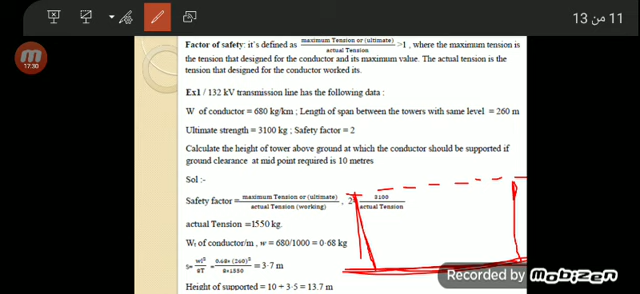 11 من 13
17:30
Factor of safety: it's defined as maximum Tension or (ultimate) / actual Tension >1, where the maximum tension is
the tension that designed for the conductor and its maximum value. The actual tension is the
tension that designed for the conductor worked its.
Ex1 / 132 kV transmission line has the following data :
W of conductor = 680 kg/km ; Length of span between the towers with same level = 260 m
Ultimate strength = 3100 kg ; Safety factor = 2
Calculate the height of tower above ground at which the conductor should be supported if
ground clearance at mid point required is 10 metres
Sol :-
Safety factor = maximum Tension or (ultimate) / actual Tension (working) , 2= 3100 / actual Tension
actual Tension =1550 kg.
Wt of conductor/m, w = 680/1000 = 0·68 kg
s= wl² / 8T = 0.68∗ (260)² / 8∗1550 = 3·7 m
Height of supported = 10 + 3·5 = 13.7 m
Recorded by mobizen